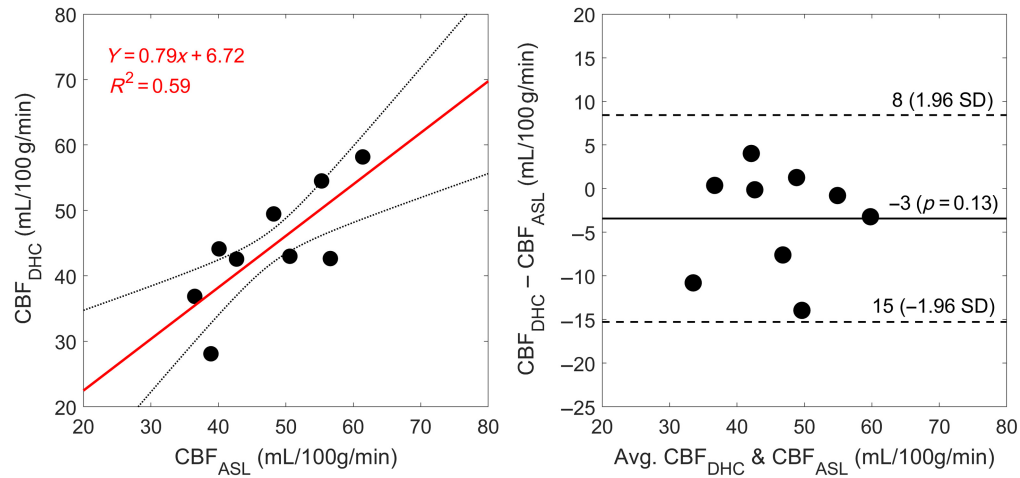 Y = 0.79x + 6.72
R² = 0.59
80
70
60
50
40
30
20
CBF_DHC (mL/100 g/min)
20 30 40 50 60 70 80
CBF_ASL (mL/100g/min)
20
15
10
5
0
−5
−10
−15
−20
−25
CBF_DHC − CBF_ASL (mL/100 g/min)
8 (1.96 SD)
−3 (p = 0.13)
15 (−1.96 SD)
20 30 40 50 60 70 80
Avg. CBF_DHC & CBF_ASL (mL/100g/min)